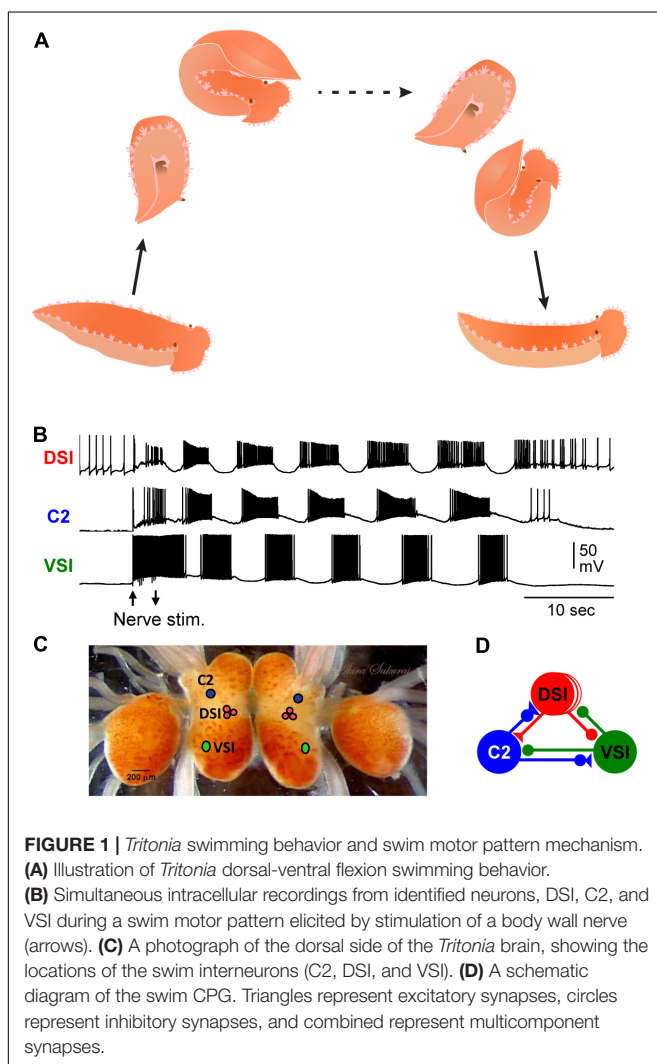 A
B
DSI
C2
VSI
50
mV
10 sec
Nerve stim.
C
Akira Sakurai
C2
DSI
VSI
200 µm
D
DSI
C2
VSI
FIGURE 1 | Tritonia swimming behavior and swim motor pattern mechanism.
(A) Illustration of Tritonia dorsal-ventral flexion swimming behavior.
(B) Simultaneous intracellular recordings from identified neurons, DSI, C2, and
VSI during a swim motor pattern elicited by stimulation of a body wall nerve
(arrows). (C) A photograph of the dorsal side of the Tritonia brain, showing the
locations of the swim interneurons (C2, DSI, and VSI). (D) A schematic
diagram of the swim CPG. Triangles represent excitatory synapses, circles
represent inhibitory synapses, and combined represent multicomponent
synapses.